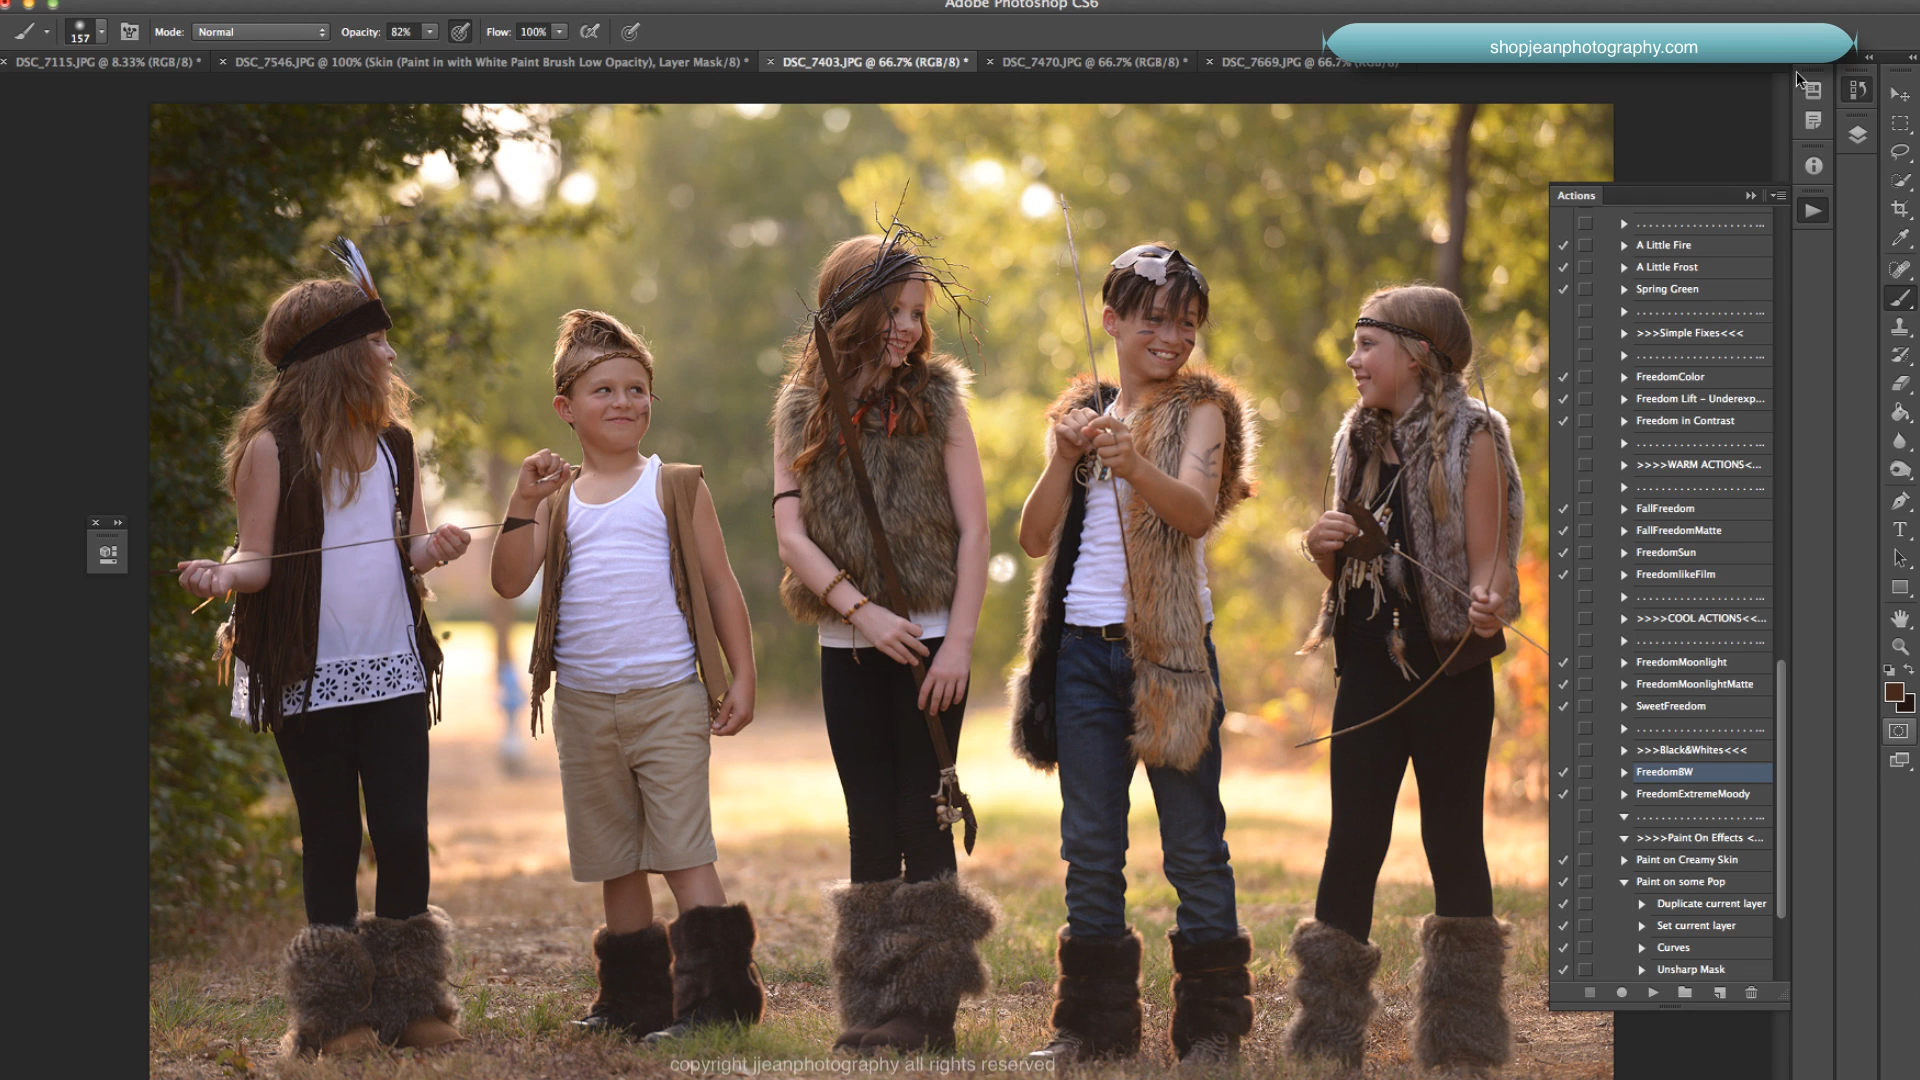 Adobe Photoshop CS6
157 Mode: Normal Opacity: 82% Flow: 100%
shopjeanphotography.com
DSC_7115.JPG @ 8.33% (RGB/8) * DSC_7546.JPG @ 100% (Skin (Paint in with White Paint Brush Low Opacity), Layer Mask/8) * DSC_7403.JPG @ 66.7% (RGB/8) * DSC_7470.JPG @ 66.7% (RGB/8) * DSC_7669.JPG @ 66.7% (RGB/8) *
Actions
. . . . . . . . . . . . . . . . . . . . ...
A Little Fire
A Little Frost
Spring Green
. . . . . . . . . . . . . . . . . . . . ...
>>>Simple Fixes<<<
. . . . . . . . . . . . . . . . . . . . ...
FreedomColor
Freedom Lift - Underexp...
Freedom in Contrast
. . . . . . . . . . . . . . . . . . . . ...
>>>>WARM ACTIONS<...
. . . . . . . . . . . . . . . . . . . . ...
FallFreedom
FallFreedomMatte
FreedomSun
FreedomlikeFilm
. . . . . . . . . . . . . . . . . . . . ...
>>>>COOL ACTIONS<<...
. . . . . . . . . . . . . . . . . . . . ...
FreedomMoonlight
FreedomMoonlightMatte
SweetFreedom
. . . . . . . . . . . . . . . . . . . . ...
>>>Black&Whites<<<
FreedomBW
FreedomExtremeMoody
. . . . . . . . . . . . . . . . . . . . ...
>>>>Paint On Effects <...
Paint on Creamy Skin
Paint on some Pop
Duplicate current layer
Set current layer
Curves
Unsharp Mask
copyright jjeanphotography all rights reserved